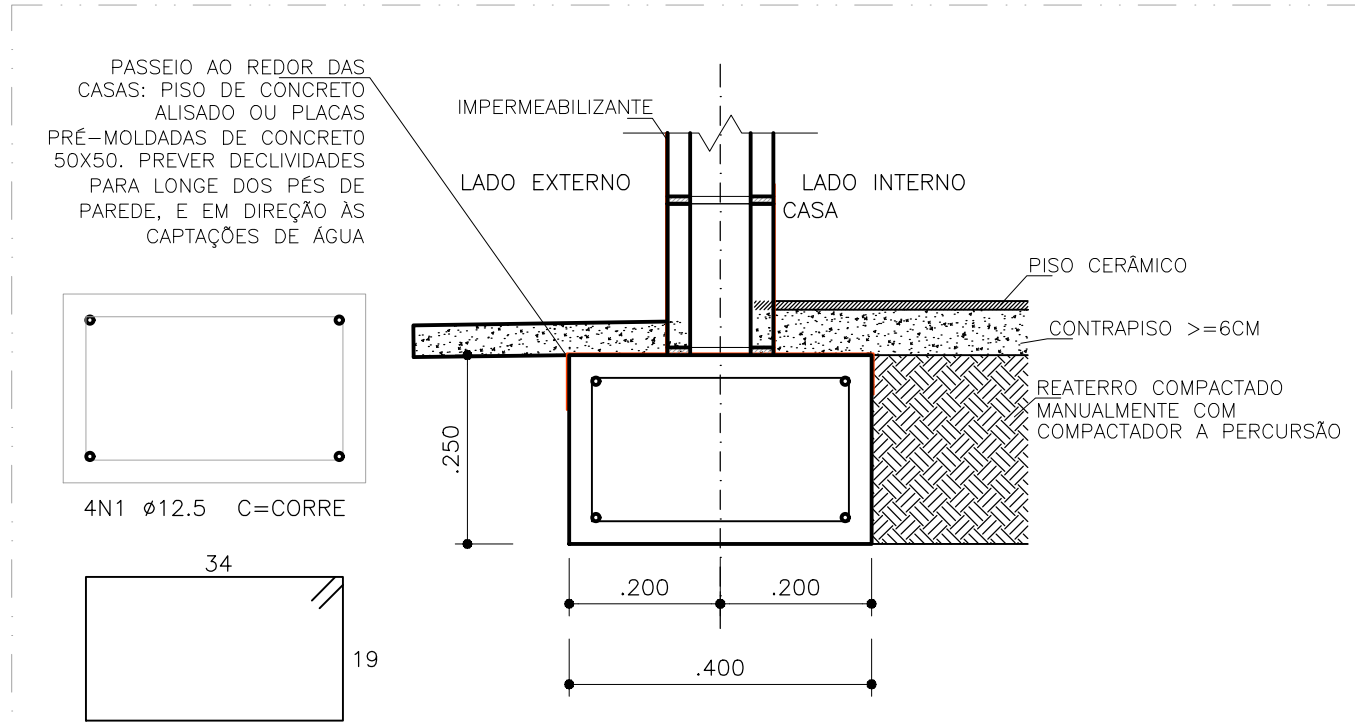 PASSEIO AO REDOR DAS
CASAS: PISO DE CONCRETO
ALISADO OU PLACAS
PRÉ-MOLDADAS DE CONCRETO
50X50. PREVER DECLIVIDADES
PARA LONGE DOS PÉS DE
PAREDE, E EM DIREÇÃO ÀS
CAPTAÇÕES DE ÁGUA
IMPERMEABILIZANTE
LADO EXTERNO
LADO INTERNO
CASA
PISO CERÂMICO
CONTRAPISO >=6CM
REATERRO COMPACTADO
MANUALMENTE COM
COMPACTADOR A PERCURSÃO
.250
4N1 ø12.5 C=CORRE
34
19
.200
.200
.400